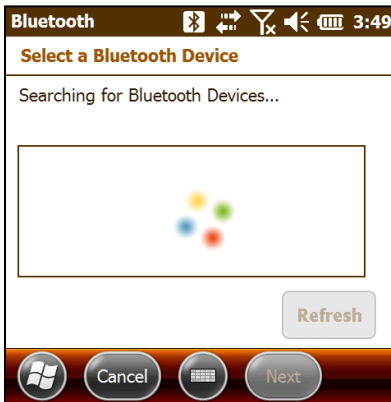 Bluetooth 3:49
Select a Bluetooth Device
Searching for Bluetooth Devices...
Refresh
Cancel Next